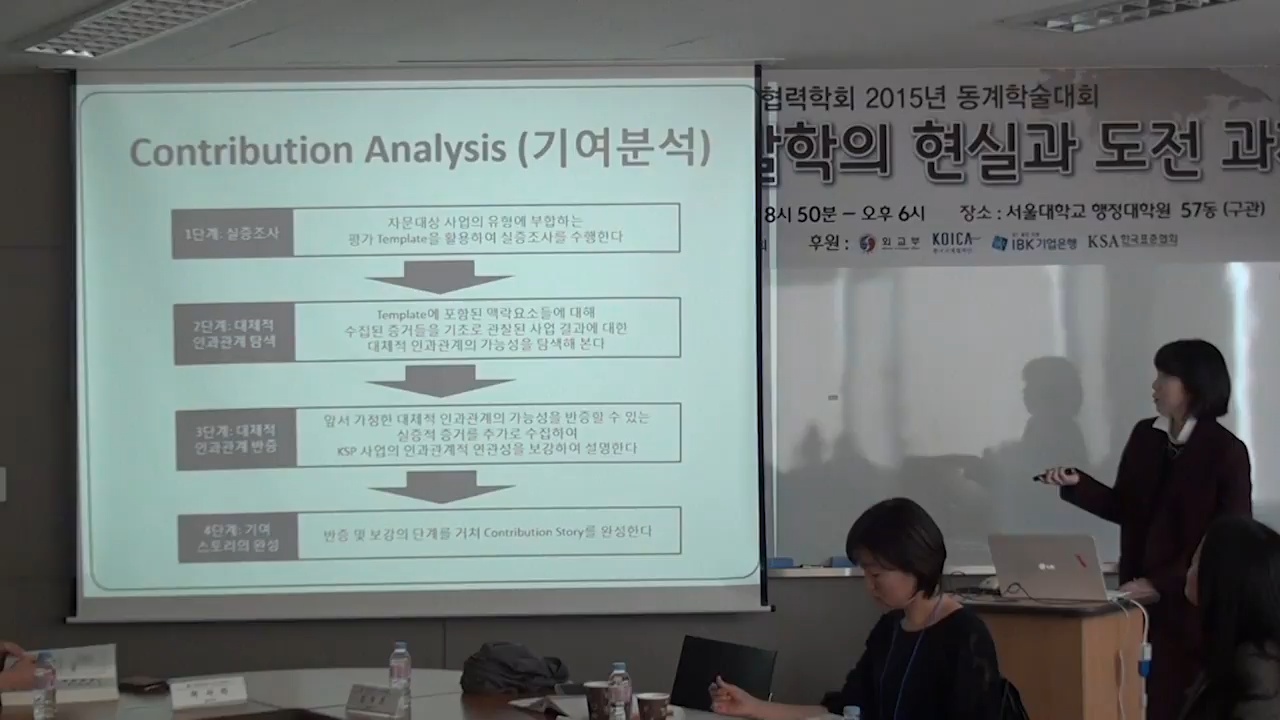 Contribution Analysis (기여분석)
1단계: 실증조사
자문대상 사업의 유형에 부합하는
평가 Template을 활용하여 실증조사를 수행한다
2단계: 대체적
인과관계 탐색
Template에 포함된 맥락요소들에 대해
수집된 증거들을 기초로 관찰된 사업 결과에 대한
대체적 인과관계의 가능성을 탐색해 본다
3단계: 대체적
인과관계 반증
앞서 가정한 대체적 인과관계의 가능성을 반증할 수 있는
실증적 증거를 추가로 수집하여
KSP 사업의 인과관계적 연관성을 보강하여 설명한다
4단계: 기여
스토리의 완성
반증 및 보강의 단계를 거쳐 Contribution Story를 완성한다
협력학회 2015년 동계학술대회
학의 현실과 도전 과
8시 50분 – 오후 6시 장소 : 서울대학교 행정대학원 57동 (구관)
후원 : 외교부 KOICA IBK기업은행 KSA한국표준협회
LG